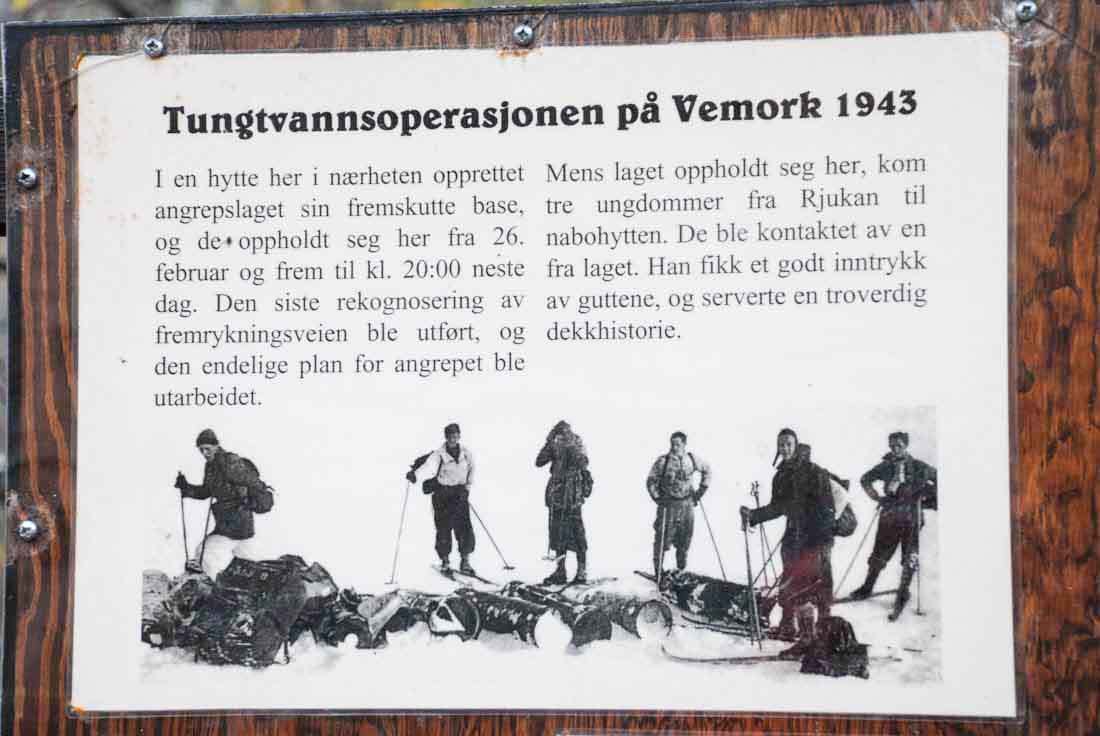 Tungtvannsoperasjonen på Vemork 1943
I en hytte her i nærheten opprettet
angrepslaget sin fremskutte base,
og de oppholdt seg her fra 26.
februar og frem til kl. 20:00 neste
dag. Den siste rekognosering av
fremrykningsveien ble utført, og
den endelige plan for angrepet ble
utarbeidet.
Mens laget oppholdt seg her, kom
tre ungdommer fra Rjukan til
nabohytten. De ble kontaktet av en
fra laget. Han fikk et godt inntrykk
av guttene, og serverte en troverdig
dekkhistorie.